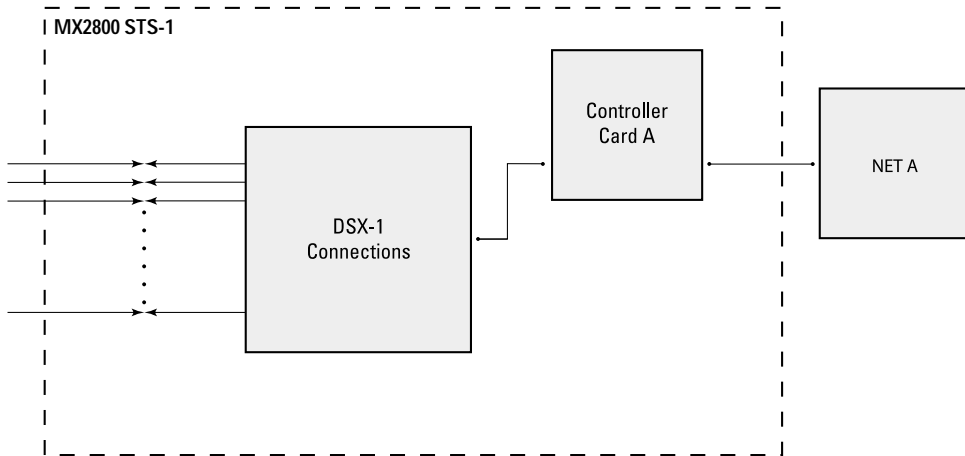 MX2800 STS-1
Controller
Card A
NET A
DSX-1
Connections